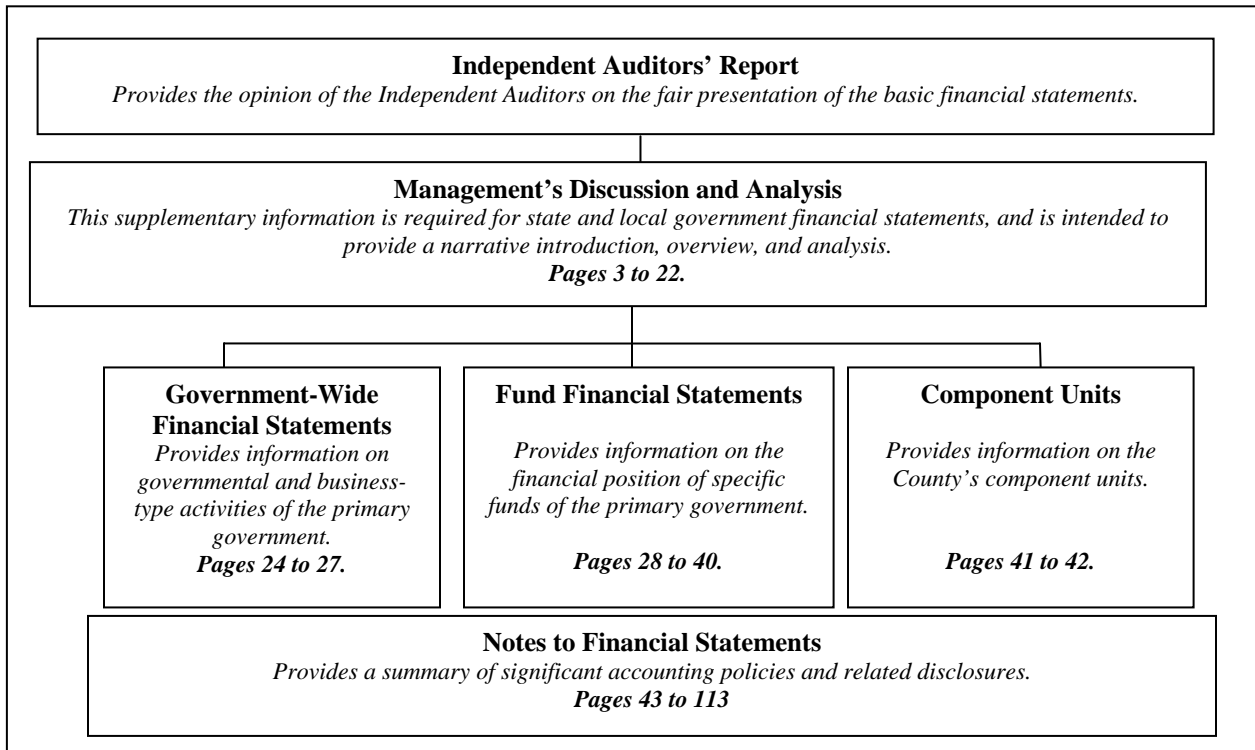 Independent Auditors’ Report
Provides the opinion of the Independent Auditors on the fair presentation of the basic financial statements.
Management’s Discussion and Analysis
This supplementary information is required for state and local government financial statements, and is intended to
provide a narrative introduction, overview, and analysis.
Pages 3 to 22.
Government-Wide
Financial Statements
Provides information on
governmental and business-
type activities of the primary
government.
Pages 24 to 27.
Fund Financial Statements
Provides information on the
financial position of specific
funds of the primary government.
Pages 28 to 40.
Component Units
Provides information on the
County’s component units.
Pages 41 to 42.
Notes to Financial Statements
Provides a summary of significant accounting policies and related disclosures.
Pages 43 to 113